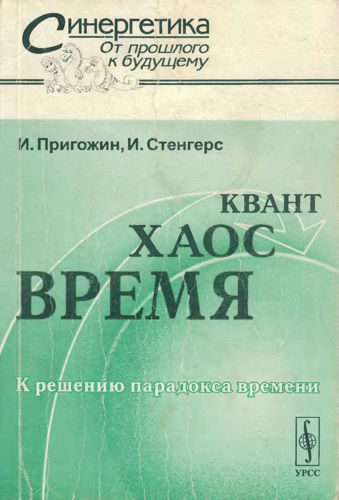 Синергетика
От прошлого
к будущему
И. Пригожин, И. Стенгерс
КВАНТ
ХАОС
ВРЕМЯ
К решению парадокса времени
УРСС